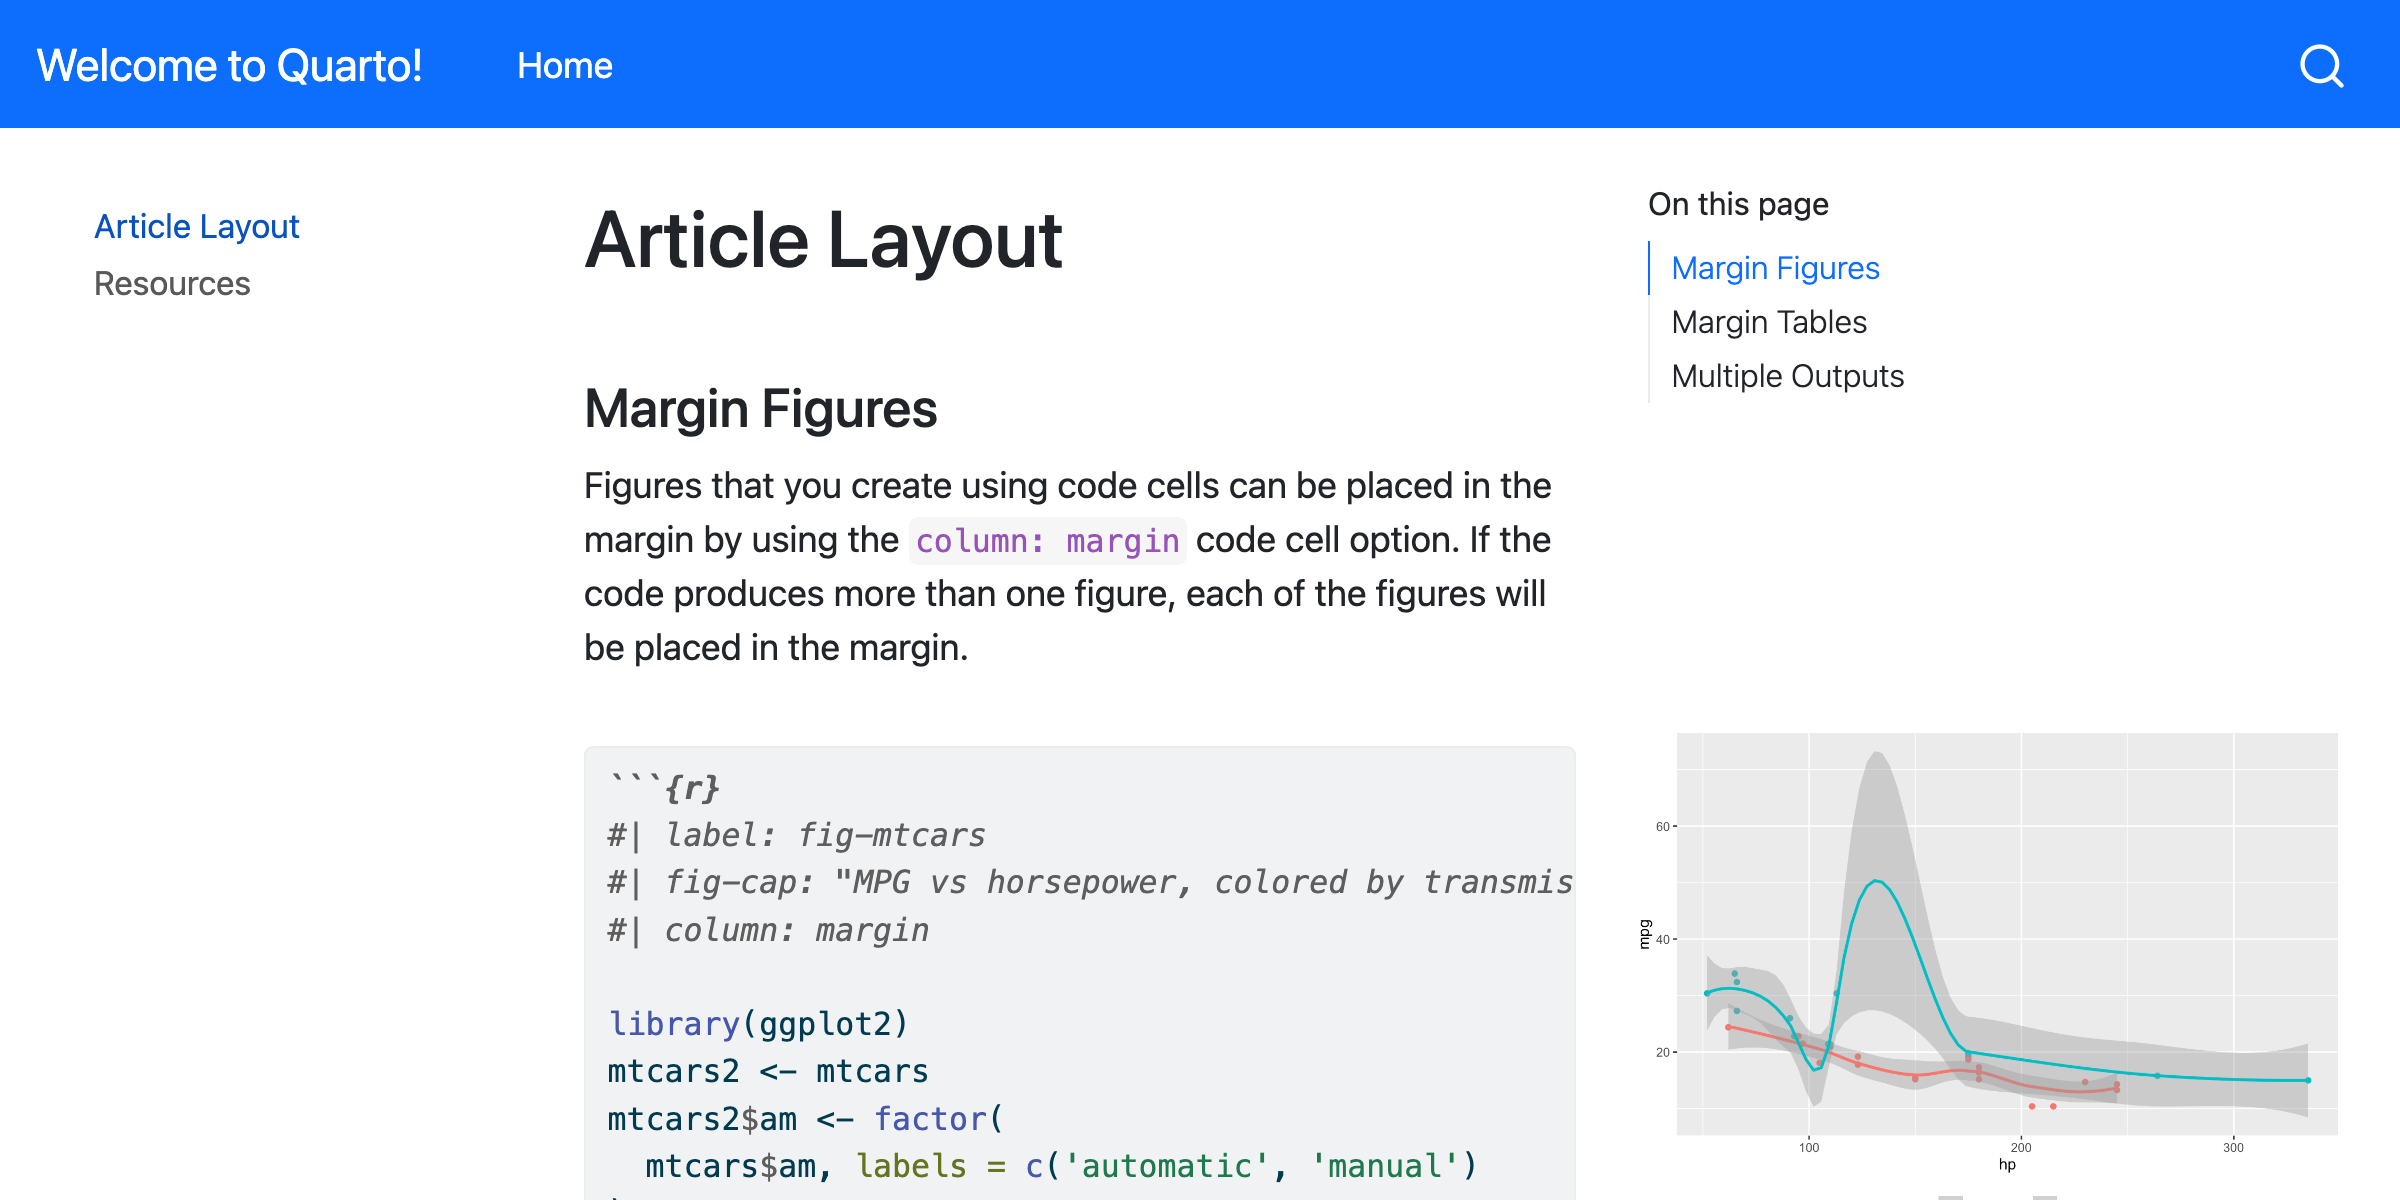 Welcome to Quarto!
Home
Article Layout
Resources
Article Layout
Margin Figures
Figures that you create using code cells can be placed in the
margin by using the column: margin code cell option. If the
code produces more than one figure, each of the figures will
be placed in the margin.
```{r}
#| label: fig-mtcars
#| fig-cap: "MPG vs horsepower, colored by transmis
#| column: margin
library(ggplot2)
mtcars2 <- mtcars
mtcars2$am <- factor(
mtcars$am, labels = c('automatic', 'manual')
On this page
Margin Figures
Margin Tables
Multiple Outputs
60
mpg
40
20
100 200 300
hp